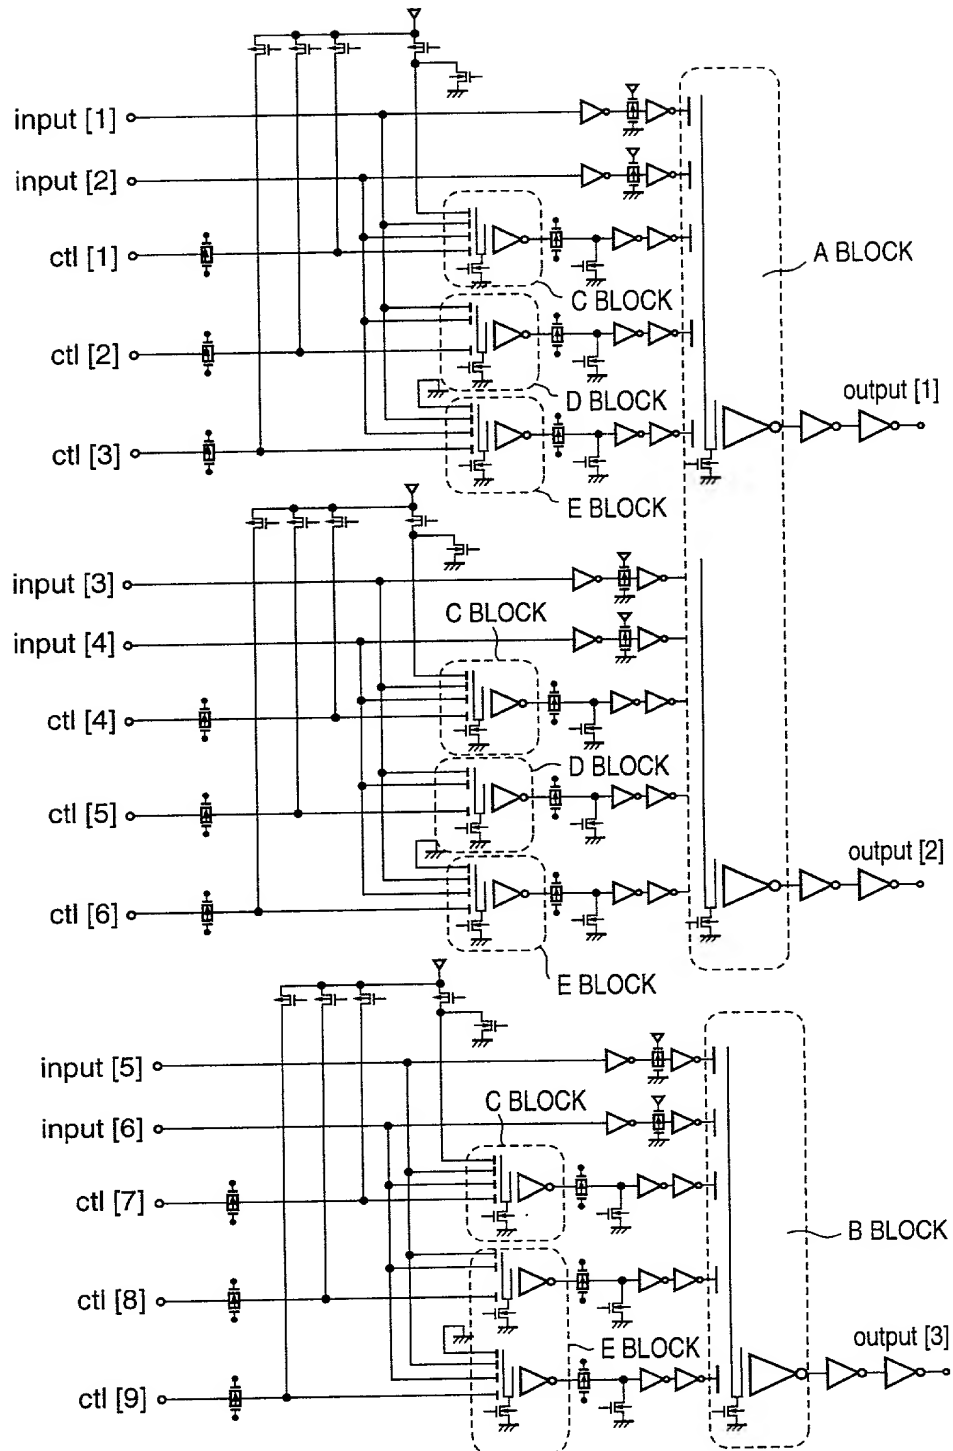 input [1]
input [2]
ctl [1]
A BLOCK
C BLOCK
ctl [2]
output [1]
D BLOCK
ctl [3]
E BLOCK
input [3]
C BLOCK
input [4]
ctl [4]
D BLOCK
ctl [5]
output [2]
ctl [6]
E BLOCK
input [5]
C BLOCK
input [6]
ctl [7]
B BLOCK
ctl [8]
output [3]
E BLOCK
ctl [9]